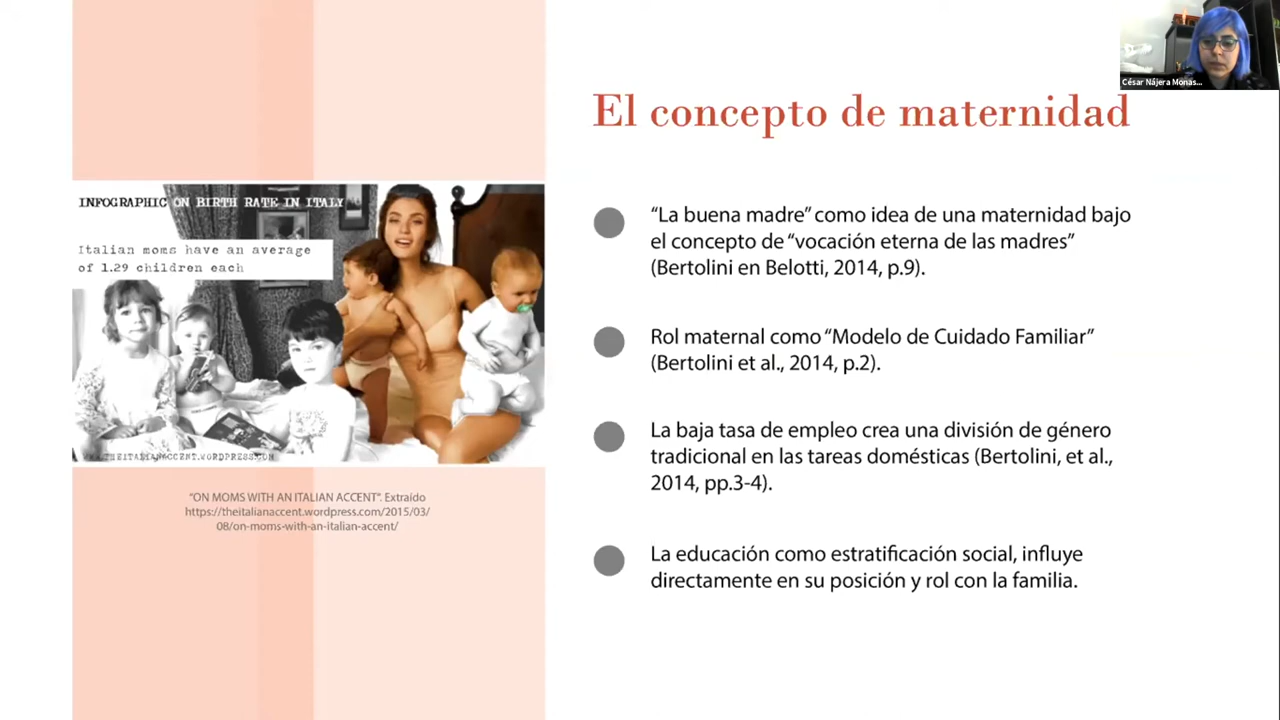 César Nájera Monas...
El concepto de maternidad
INFOGRAPHIC ON BIRTH RATE IN ITALY
Italian moms have an average
of 1.29 children each
WWW.THEITALIANACCENT.WORDPRESS.COM
“ON MOMS WITH AN ITALIAN ACCENT”. Extraído
https://theitalianaccent.wordpress.com/2015/03/
08/on-moms-with-an-italian-accent/
“La buena madre” como idea de una maternidad bajo
el concepto de “vocación eterna de las madres”
(Bertolini en Belotti, 2014, p.9).
Rol maternal como “Modelo de Cuidado Familiar”
(Bertolini et al., 2014, p.2).
La baja tasa de empleo crea una división de género
tradicional en las tareas domésticas (Bertolini, et al.,
2014, pp.3-4).
La educación como estratificación social, influye
directamente en su posición y rol con la familia.